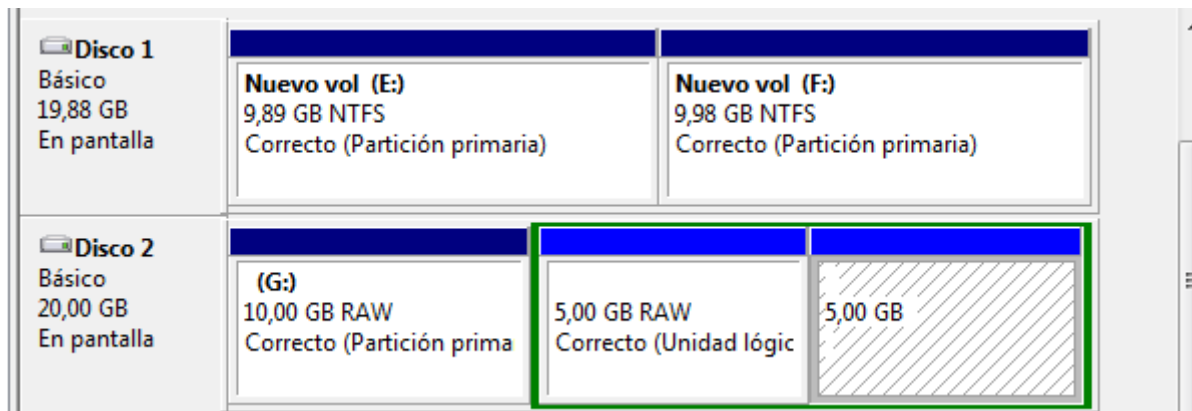 Disco 1
Básico
19,88 GB
En pantalla
Nuevo vol (E:)
9,89 GB NTFS
Correcto (Partición primaria)
Nuevo vol (F:)
9,98 GB NTFS
Correcto (Partición primaria)
Disco 2
Básico
20,00 GB
En pantalla
(G:)
10,00 GB RAW
Correcto (Partición prima
5,00 GB RAW
Correcto (Unidad lógic
5,00 GB